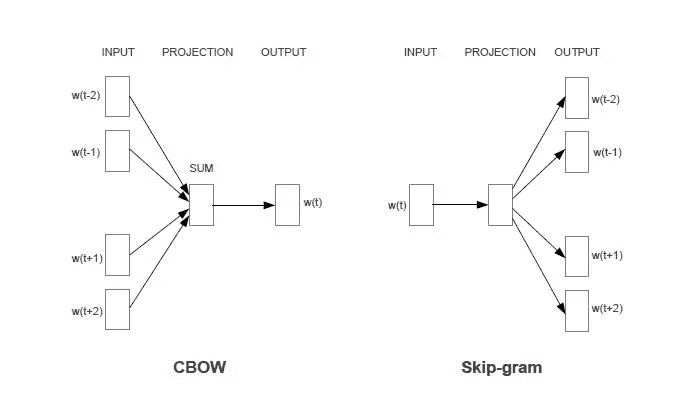 INPUT PROJECTION OUTPUT
w(t-2)
w(t-1)
SUM
w(t)
w(t+1)
w(t+2)
CBOW
INPUT PROJECTION OUTPUT
w(t-2)
w(t-1)
w(t)
w(t+1)
w(t+2)
Skip-gram